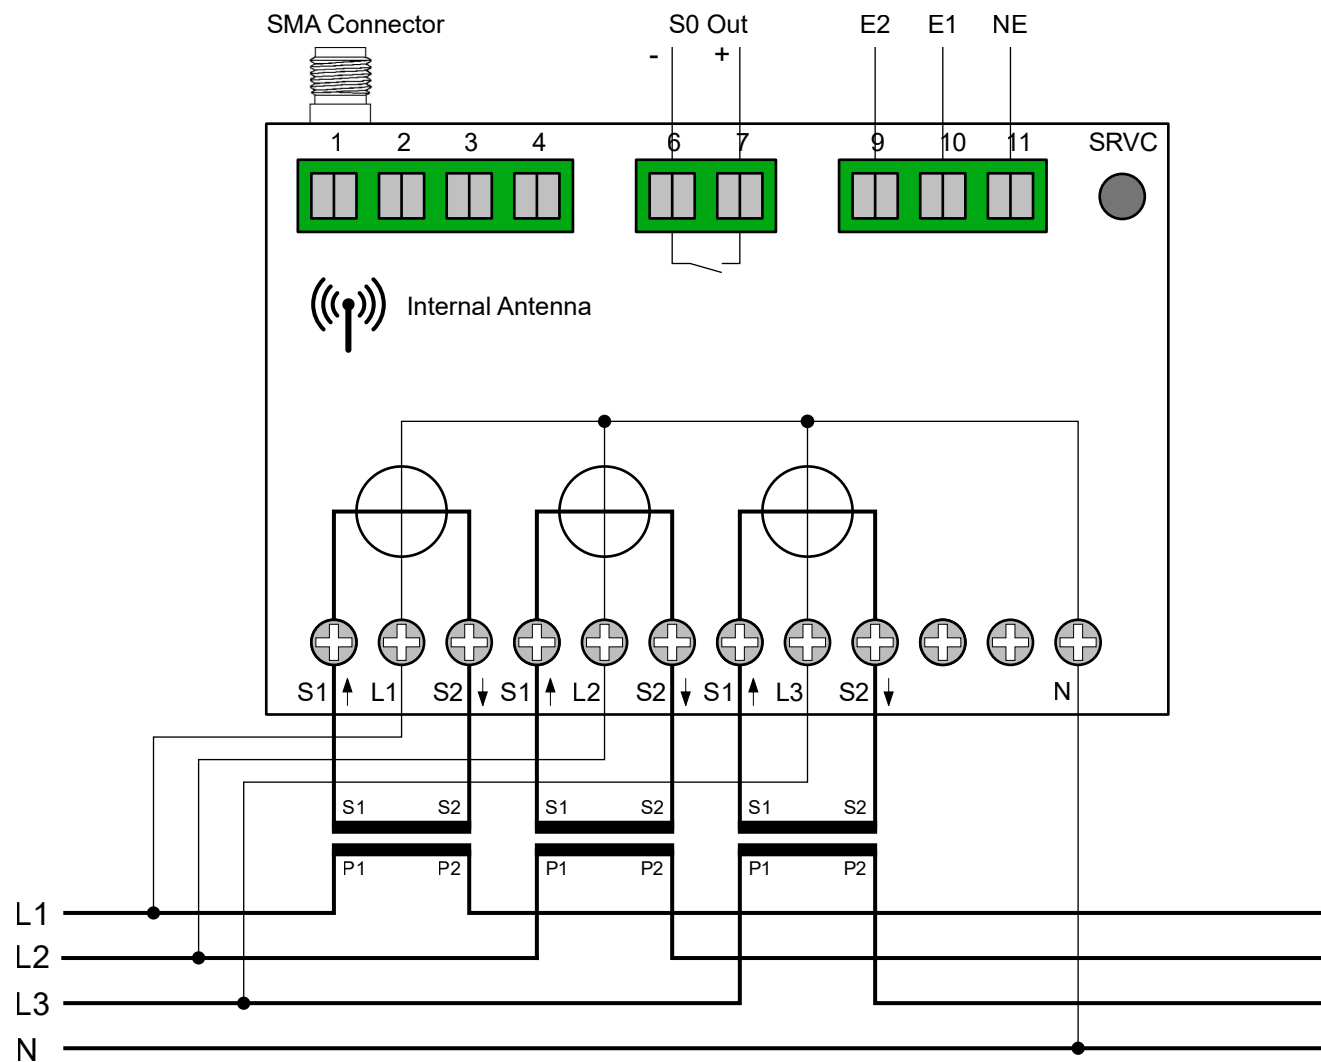 SMA Connector S0 Out E2 E1 NE
- +
1 2 3 4 6 7 9 10 11 SRVC
Internal Antenna
S1 L1 S2 S1 L2 S2 S1 L3 S2 N
S1 S2 S1 S2 S1 S2
P1 P2 P1 P2 P1 P2
L1
L2
L3
N